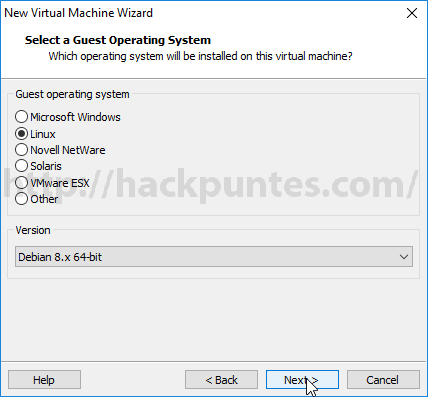 New Virtual Machine Wizard
Select a Guest Operating System
Which operating system will be installed on this virtual machine?
Guest operating system
Microsoft Windows
Linux
Novell NetWare
Solaris
http://hackpuntes.com/
VMware ESX
Other
Version
Debian 8.x 64-bit
Help
< Back
Next >
Cancel